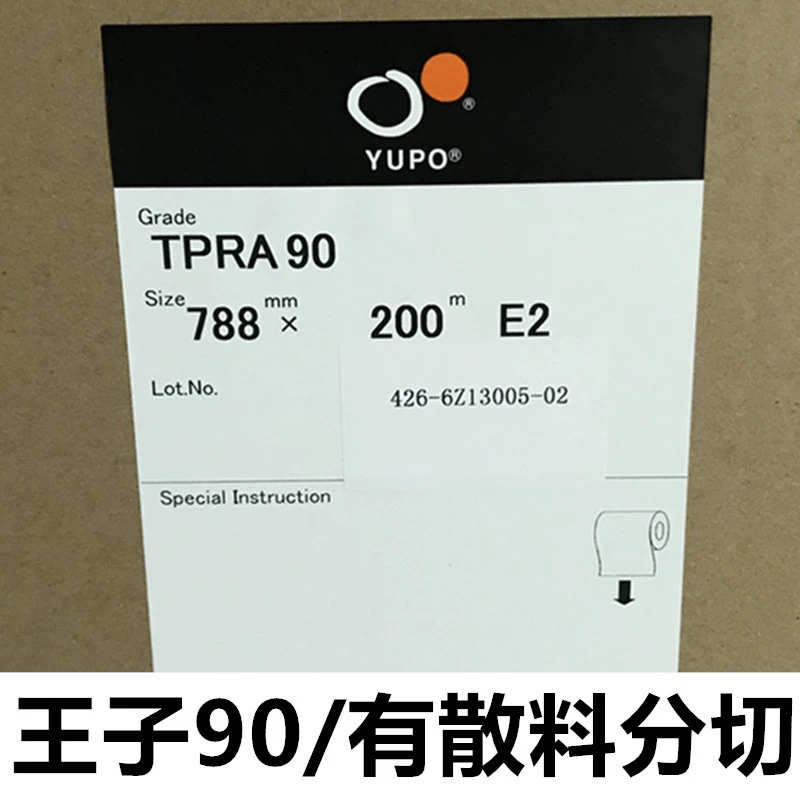 ®
YUPO®
Grade
TPRA 90
Size 788 mm × 200 m E2
Lot.No. 426-6Z13005-02
Special Instruction
王子90/有散料分切